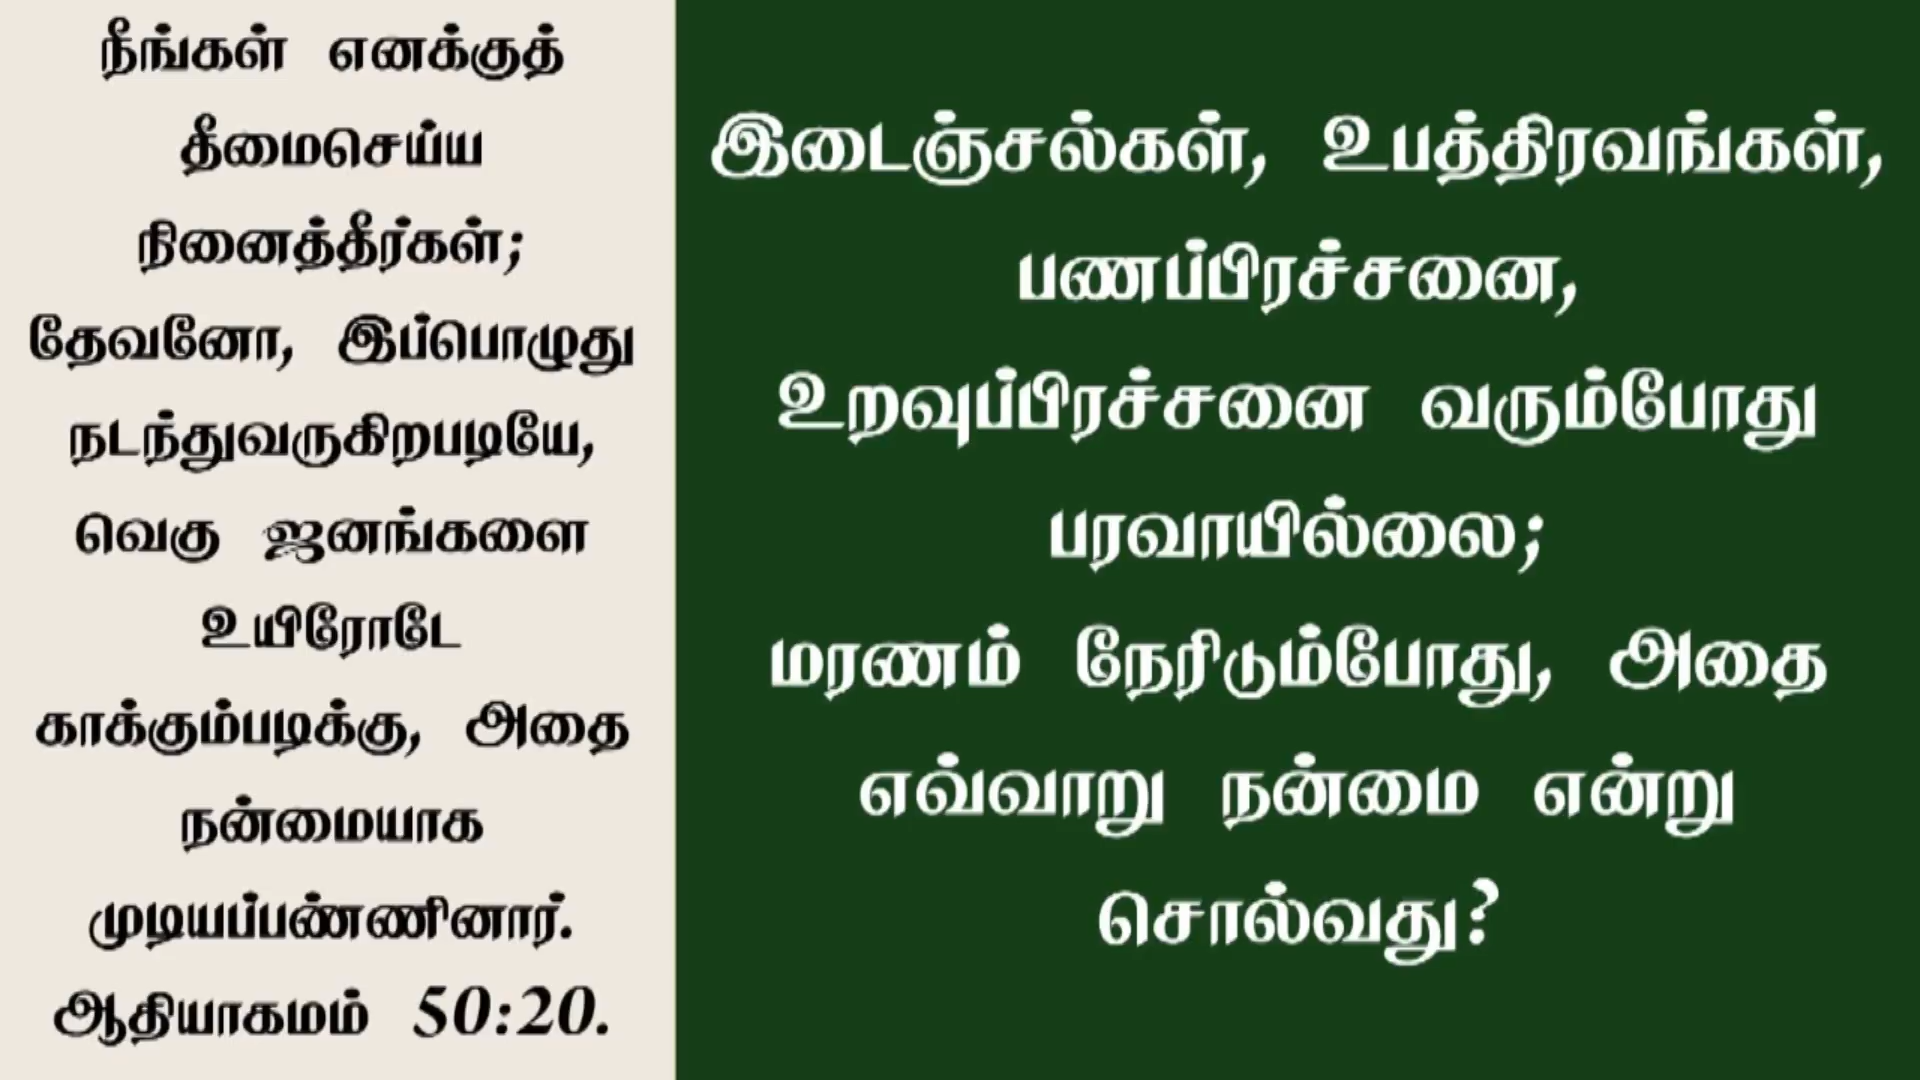 நீங்கள் எனக்குத்
தீமைசெய்ய
நினைத்தீர்கள்;
தேவனோ, இப்பொழுது
நடந்துவருகிறபடியே,
வெகு ஜனங்களை
உயிரோடே
காக்கும்படிக்கு, அதை
நன்மையாக
முடியப்பண்ணினார்.
ஆதியாகமம் 50:20.
இடைஞ்சல்கள், உபத்திரவங்கள்,
பணப்பிரச்சனை,
உறவுப்பிரச்சனை வரும்போது
பரவாயில்லை;
மரணம் நேரிடும்போது, அதை
எவ்வாறு நன்மை என்று
சொல்வது?